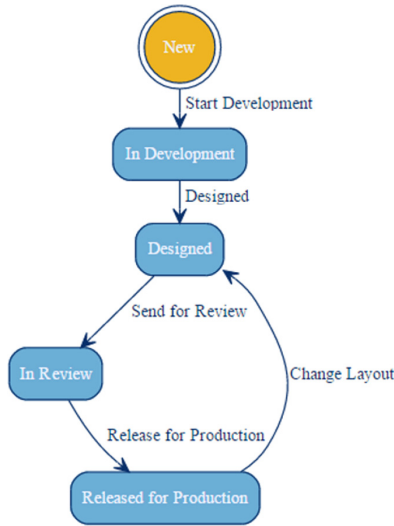 New
Start Development
In Development
Designed
Designed
Send for Review
In Review
Change Layout
Release for Production
Released for Production